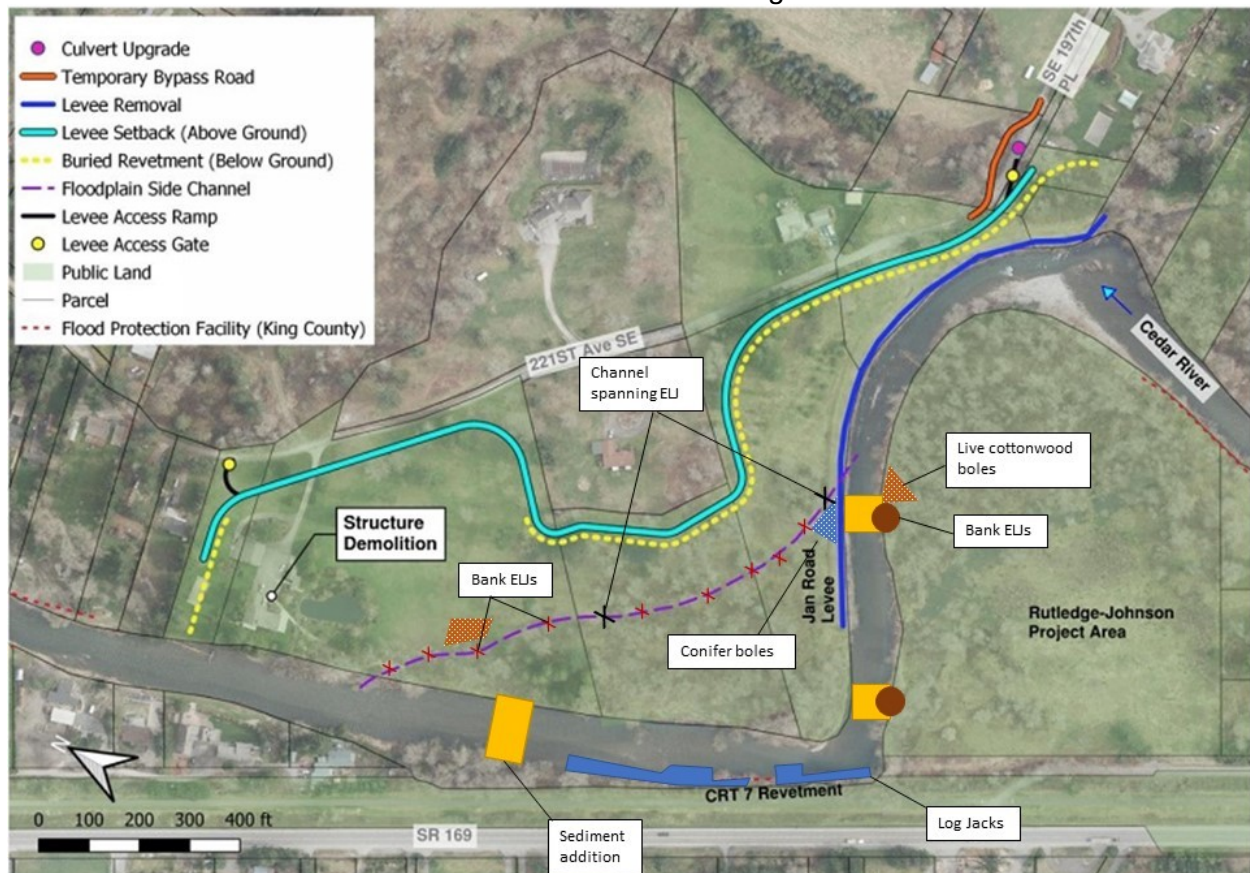 Culvert Upgrade
Temporary Bypass Road
Levee Removal
Levee Setback (Above Ground)
Buried Revetment (Below Ground)
Floodplain Side Channel
Levee Access Ramp
Levee Access Gate
Public Land
Parcel
Flood Protection Facility (King County)
SE 197th
PL
Cedar River
221ST Ave SE
Channel
spanning ELJ
Live cottonwood
boles
Bank ELJs
Structure
Demolition
Bank ELJs
Jan Road
Levee
Conifer boles
Rutledge-Johnson
Project Area
CRT 7 Revetment
Log Jacks
Sediment
addition
0 100 200 300 400 ft
SR 169